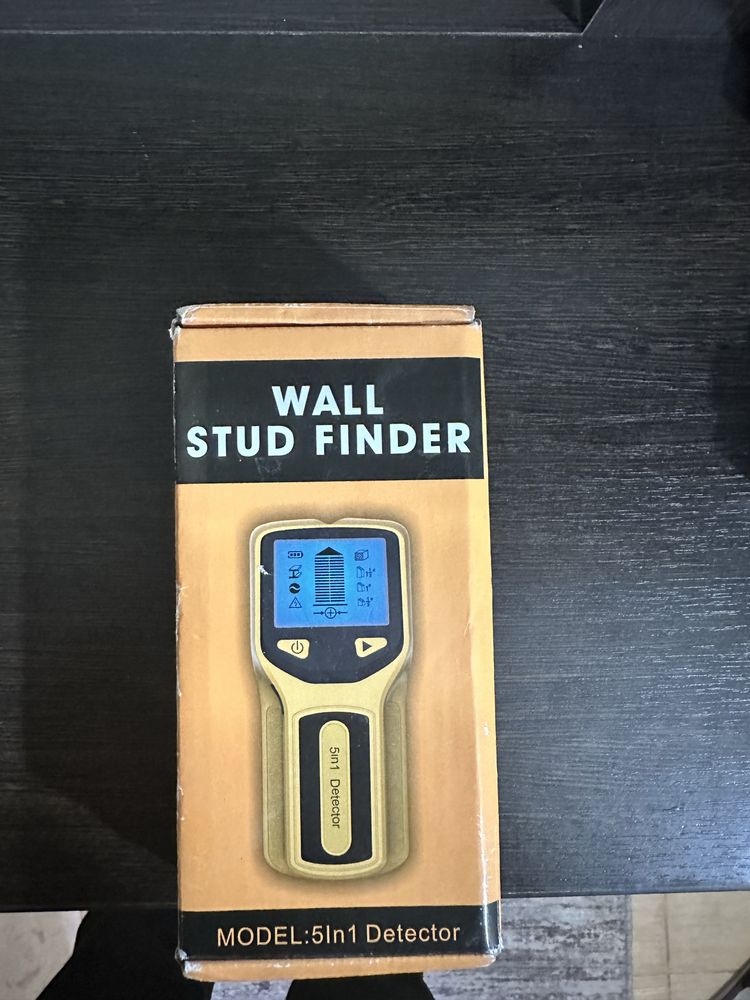 WALL
STUD FINDER
5in1 Detector
MODEL:5In1 Detector